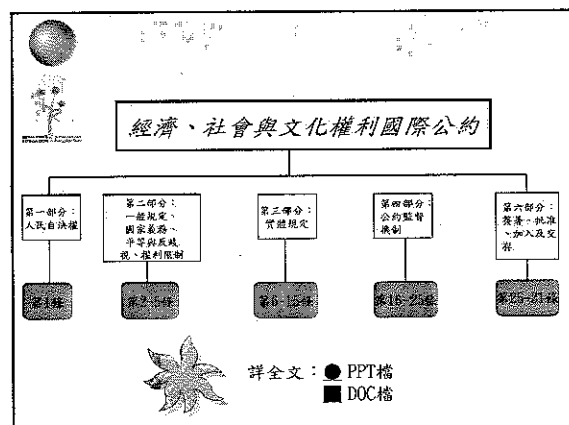 經濟、社會與文化權利國際公約
第一部分：
人民自決權
第二部分：
一般規定、
國家義務、
平等與反歧
視、權利限制
第三部分：
實體規定
第四部分：
公約監督
機制
第六部分：
簽署、批准
、加入及交
存
第1條
第2-5條
第6-15條
第16-25條
詳全文：● PPT檔
■ DOC檔